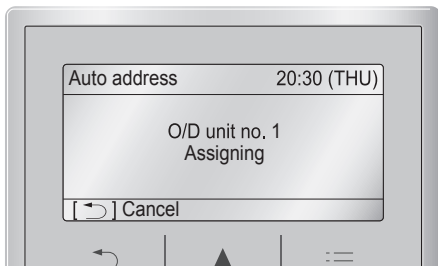 Auto address 20:30 (THU)
O/D unit no. 1
Assigning
[⮌] Cancel